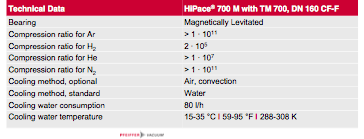 Technical Data HiPace® 700 M with TM 700, DN 160 CF-F
Bearing Magnetically Levitated
Compression ratio for Ar > 1 · 10¹¹
Compression ratio for H₂ 2 · 10⁵
Compression ratio for He > 1 · 10⁷
Compression ratio for N₂ > 1 · 10¹¹
Cooling method, optional Air, convection
Cooling method, standard Water
Cooling water consumption 80 l/h
Cooling water temperature 15-35 °C | 59-95 °F | 288-308 K
PFEIFFER VACUUM